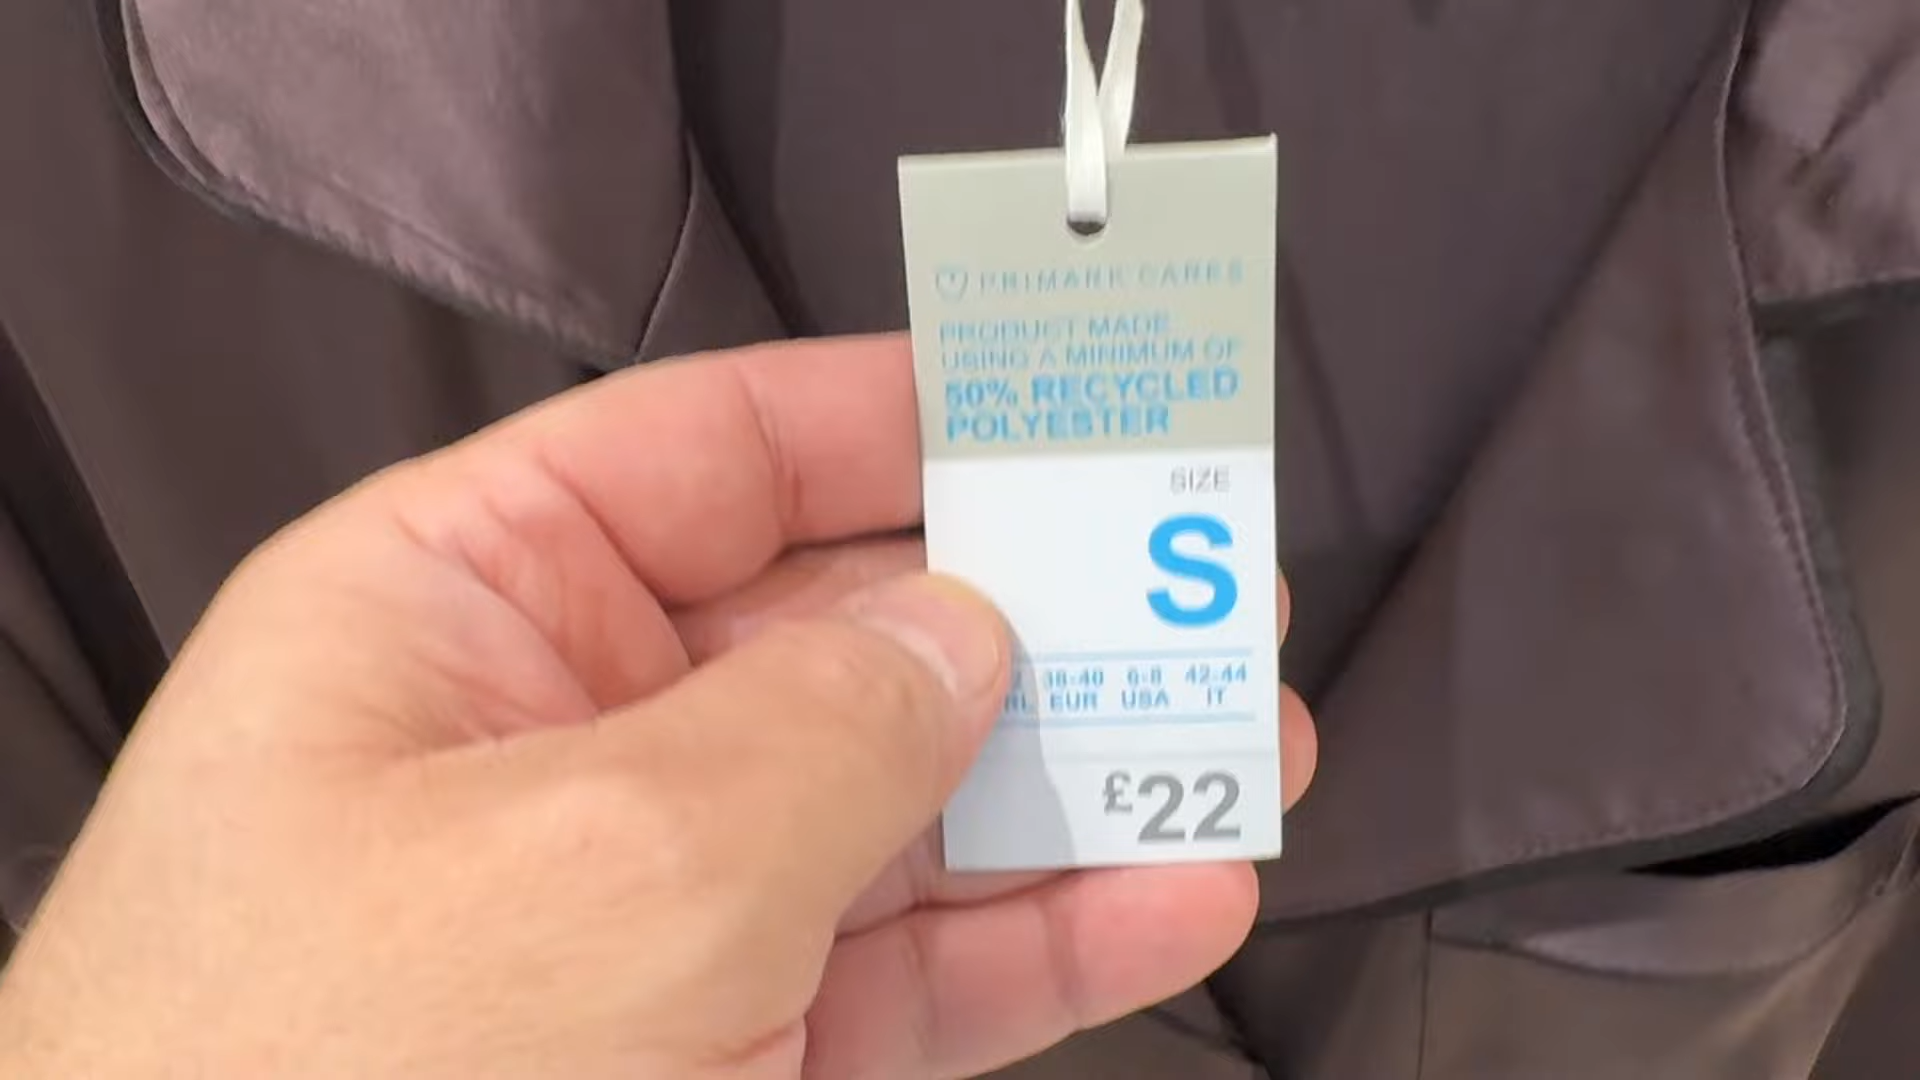 PRIMARK CARES
PRODUCT MADE
USING A MINIMUM OF
50% RECYCLED
POLYESTER
SIZE
S
38-40 6-8 42-44
EUR USA IT
£22